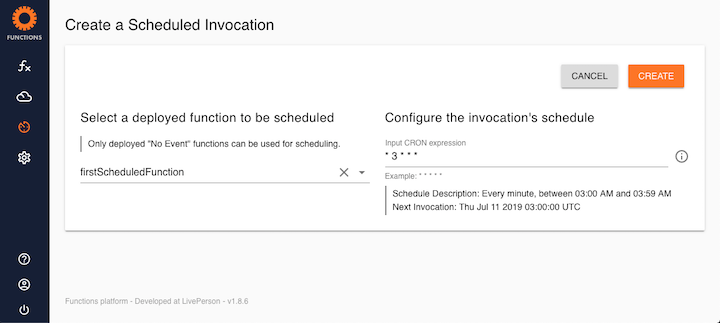 FUNCTIONS
Create a Scheduled Invocation
CANCEL
CREATE
Select a deployed function to be scheduled
Only deployed "No Event" functions can be used for scheduling.
firstScheduledFunction
Configure the invocation's schedule
Input CRON expression
* 3 * * *
Example: * * * * *
Schedule Description: Every minute, between 03:00 AM and 03:59 AM
Next Invocation: Thu Jul 11 2019 03:00:00 UTC
Functions platform - Developed at LivePerson - v1.8.6